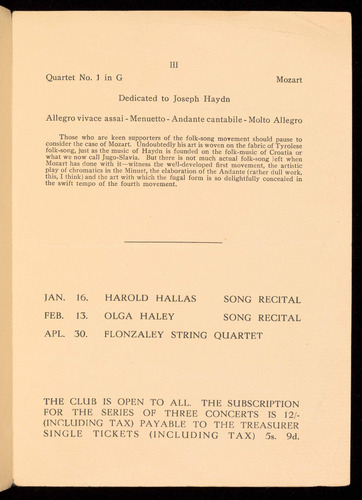 III
Quartet No. 1 in G Mozart
Dedicated to Joseph Haydn
Allegro vivace assai - Menuetto - Andante cantabile - Molto Allegro
Those who are keen supporters of the folk-song movement should pause to
consider the case of Mozart. Undoubtedly his art is woven on the fabric of Tyrolese
folk-song, just as the music of Haydn is founded on the folk-music of Croatia or
what we now call Jugo-Slavia. But there is not much actual folk-song left when
Mozart has done with it—witness the well-developed first movement, the artistic
play of chromatics in the Minuet, the elaboration of the Andante (rather dull work,
this, I think) and the art with which the fugal form is so delightfully concealed in
the swift tempo of the fourth movement.
JAN. 16. HAROLD HALLAS SONG RECITAL
FEB. 13. OLGA HALEY SONG RECITAL
APL. 30. FLONZALEY STRING QUARTET
THE CLUB IS OPEN TO ALL. THE SUBSCRIPTION
FOR THE SERIES OF THREE CONCERTS IS 12/-
(INCLUDING TAX) PAYABLE TO THE TREASURER
SINGLE TICKETS (INCLUDING TAX) 5s. 9d.